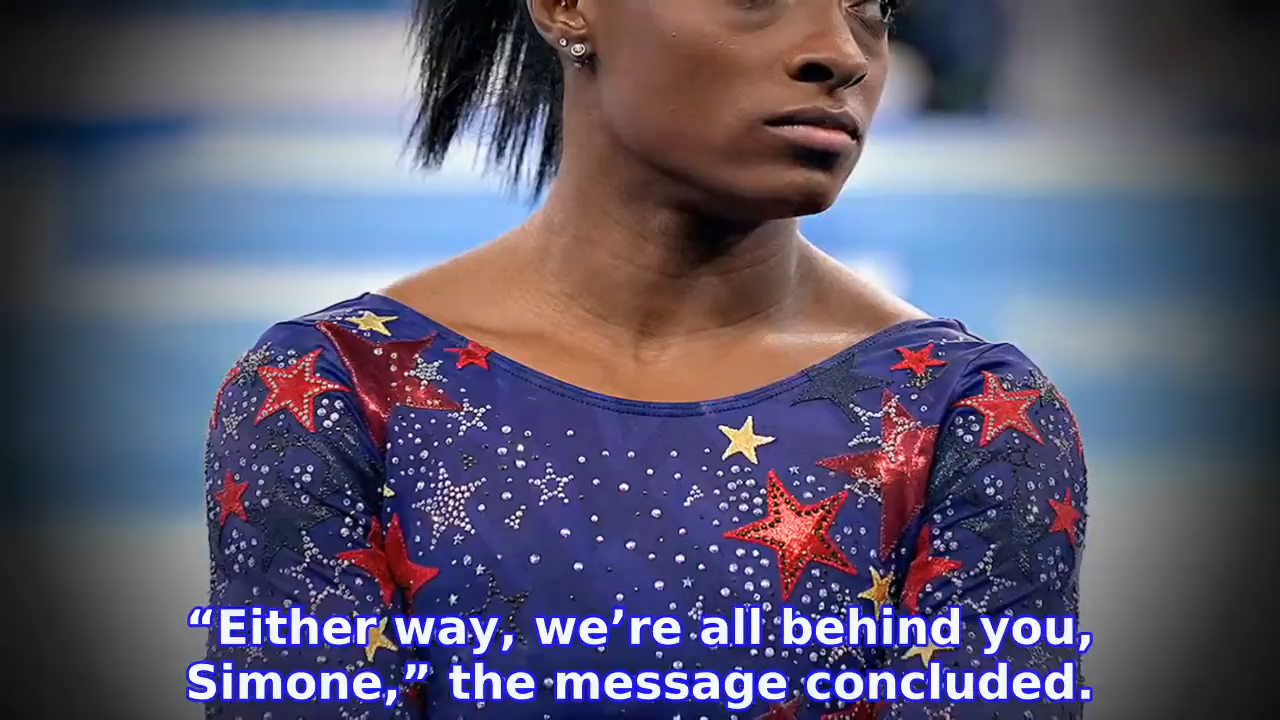 “Either way, we’re all behind you,
Simone,” the message concluded.